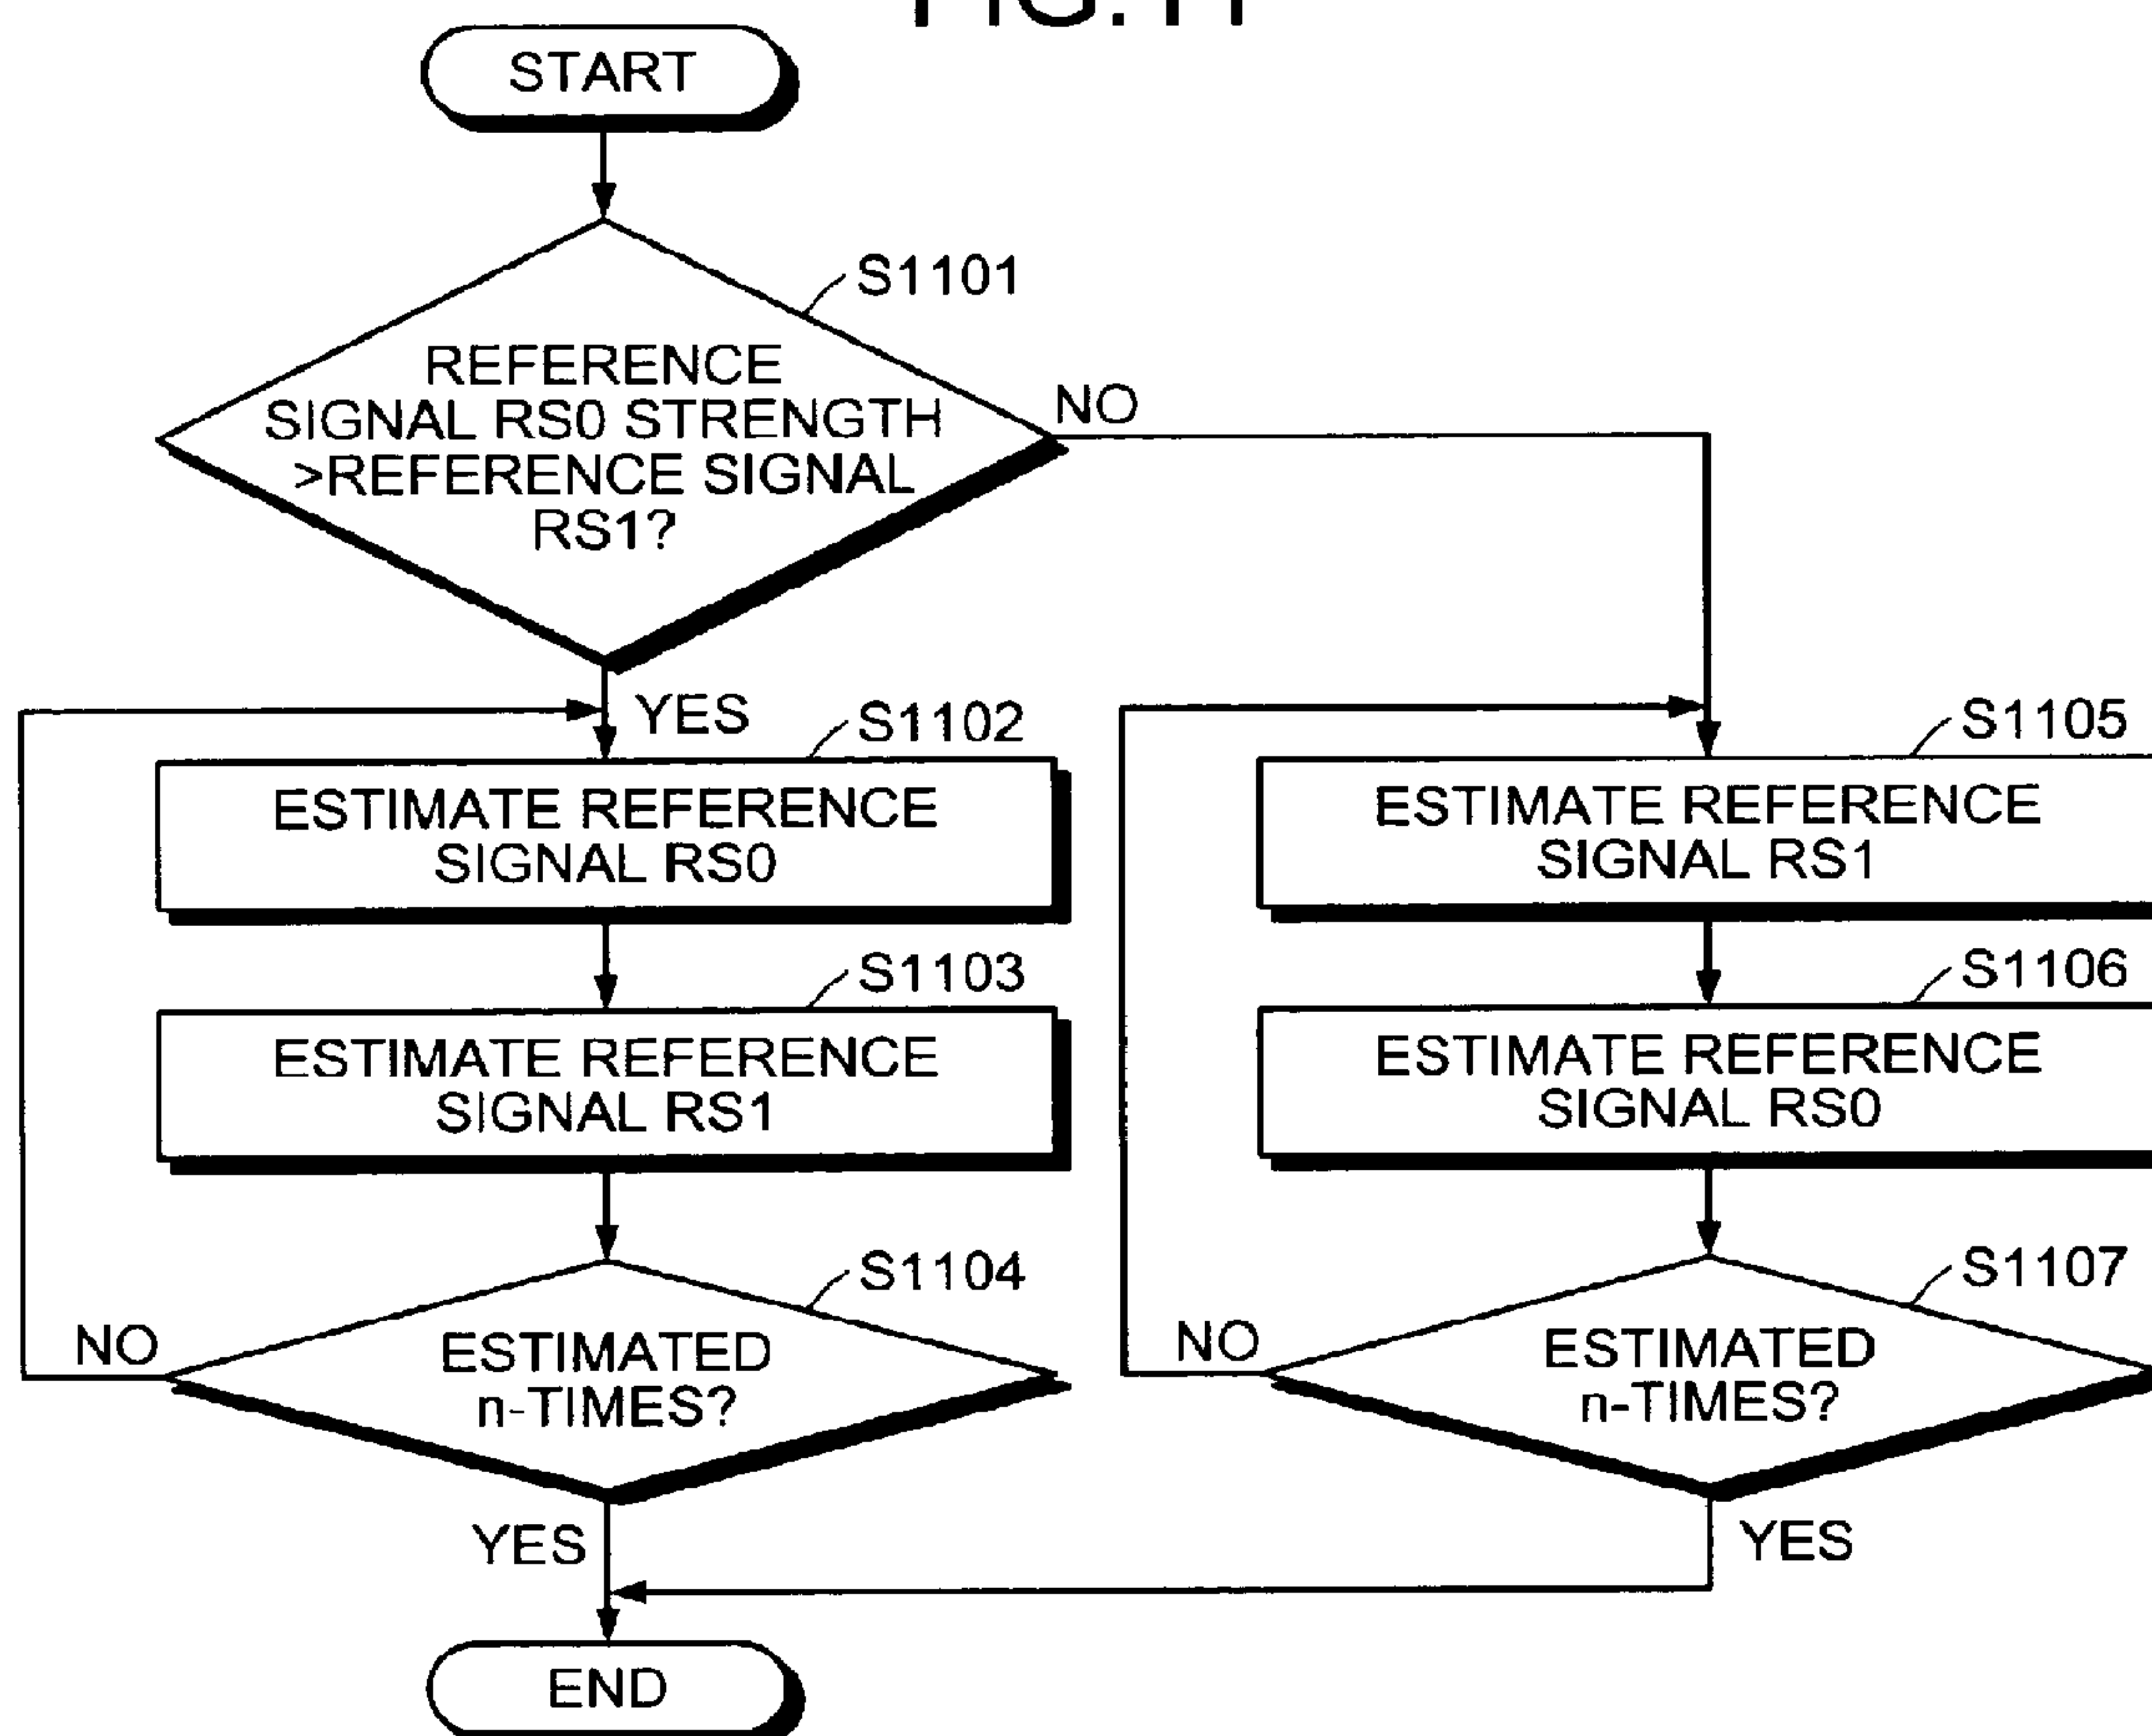 FIG.11
START
S1101
REFERENCE
SIGNAL RS0 STRENGTH
>REFERENCE SIGNAL
RS1?
NO
YES
S1102
ESTIMATE REFERENCE
SIGNAL RS0
S1103
ESTIMATE REFERENCE
SIGNAL RS1
S1104
ESTIMATED
n-TIMES?
NO
YES
S1105
ESTIMATE REFERENCE
SIGNAL RS1
S1106
ESTIMATE REFERENCE
SIGNAL RS0
S1107
ESTIMATED
n-TIMES?
NO
YES
END